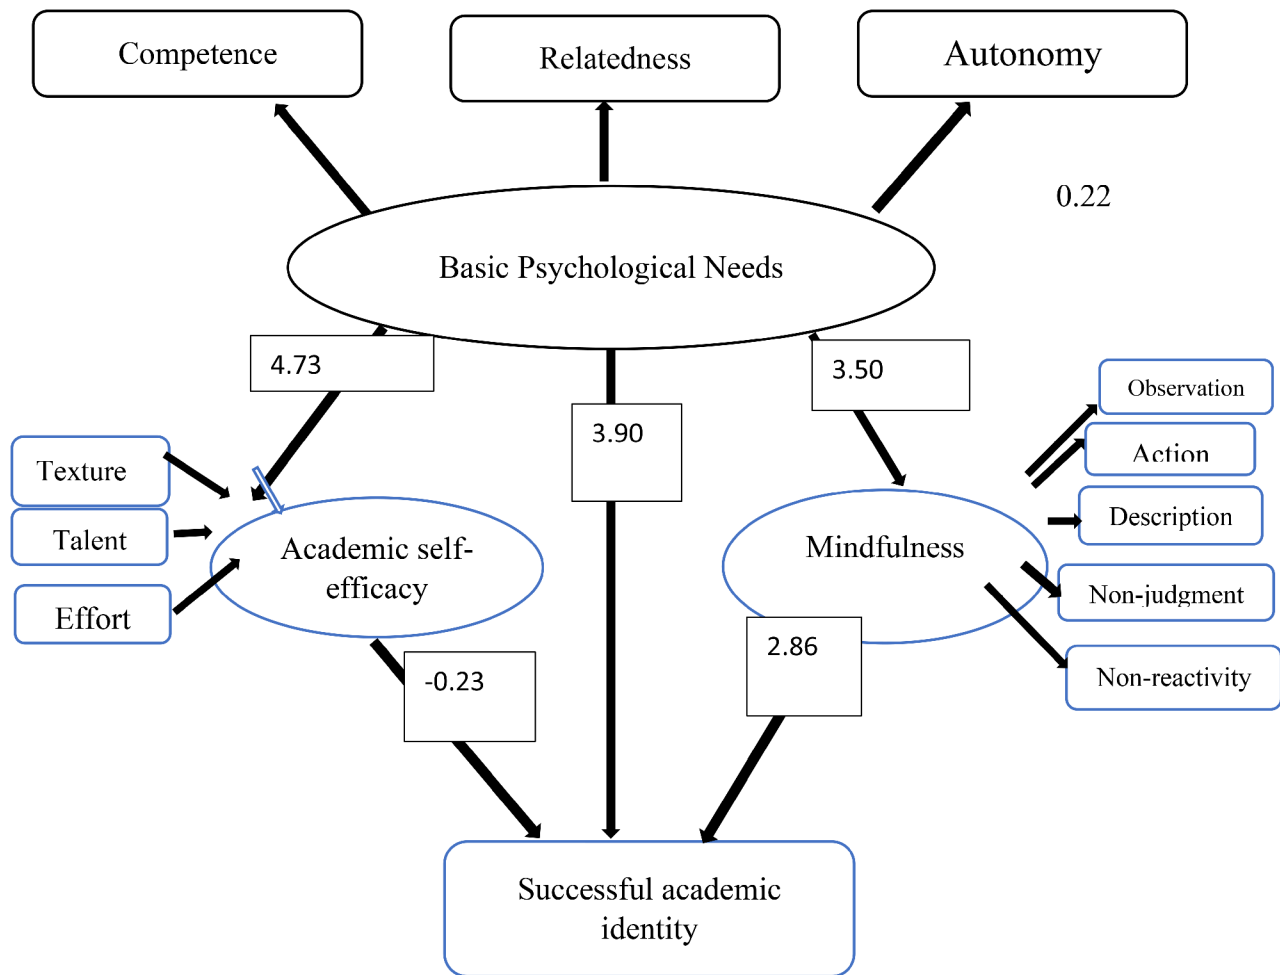 Competence
Relatedness
Autonomy
0.22
Basic Psychological Needs
4.73
3.50
3.90
Observation
Action
Description
Non-judgment
Non-reactivity
Texture
Talent
Effort
Academic self-
efficacy
Mindfulness
-0.23
2.86
Successful academic
identity